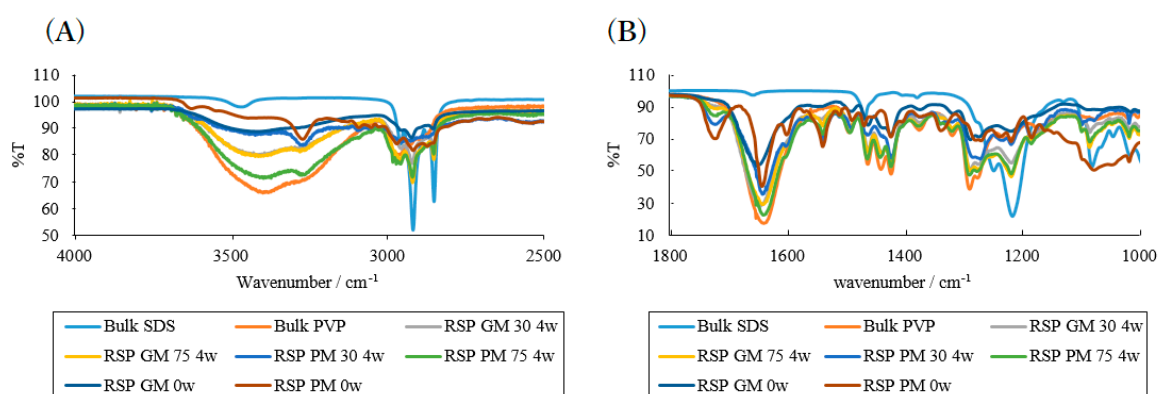 (A)
110
100
90
80
70
60
50
%T
4000
3500
3000
2500
Wavenumber / cm⁻¹
Bulk SDS
Bulk PVP
RSP GM 30 4w
RSP GM 75 4w
RSP PM 30 4w
RSP PM 75 4w
RSP GM 0w
RSP PM 0w
(B)
110
90
70
50
30
10
%T
1800
1600
1400
1200
1000
wavenumber / cm⁻¹
Bulk SDS
Bulk PVP
RSP GM 30 4w
RSP GM 75 4w
RSP PM 30 4w
RSP PM 75 4w
RSP GM 0w
RSP PM 0w